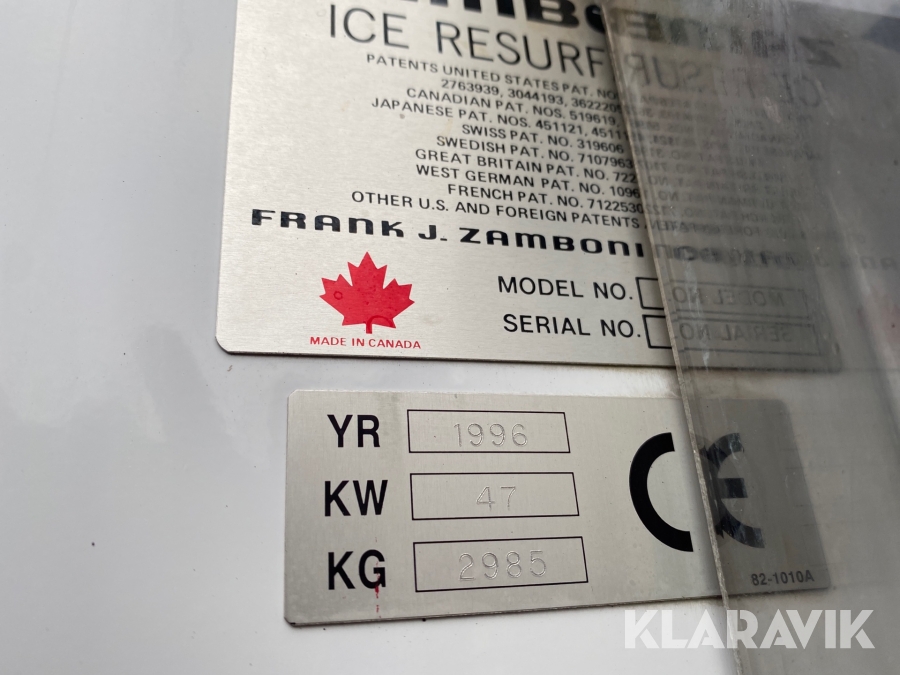 ICE RESURF
PATENTS UNITED STATES PAT. NO
2763939, 3044193,
CANADIAN PAT. NOS. 519619
JAPANESE PAT. NOS. 451121,
SWISS PAT. NO. 319606
SWEDISH PAT. NO. 7107963
GREAT BRITAIN PAT. NO.
WEST GERMAN PAT. NO.
FRENCH PAT. NO.
OTHER U.S. AND FOREIGN PATENTS
FRANK J. ZAMBONI
MADE IN CANADA
MODEL NO.
SERIAL NO.
YR 1996
KW 47
KG 2985
CE
82-1010A
KLARAVIK